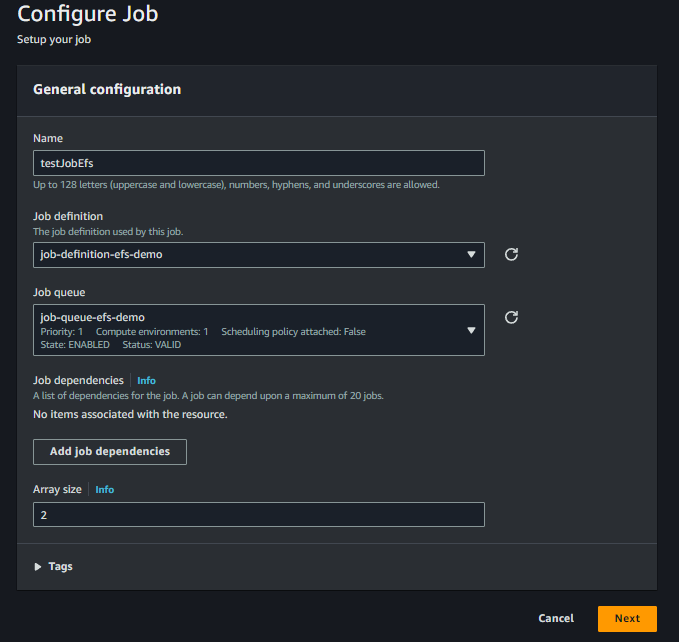 Configure Job
Setup your job
General configuration
Name
testJobEfs
Up to 128 letters (uppercase and lowercase), numbers, hyphens, and underscores are allowed.
Job definition
The job definition used by this job.
job-definition-efs-demo
Job queue
job-queue-efs-demo
Priority: 1 Compute environments: 1 Scheduling policy attached: False
State: ENABLED Status: VALID
Job dependencies Info
A list of dependencies for the job. A job can depend upon a maximum of 20 jobs.
No items associated with the resource.
Add job dependencies
Array size Info
2
Tags
Cancel Next